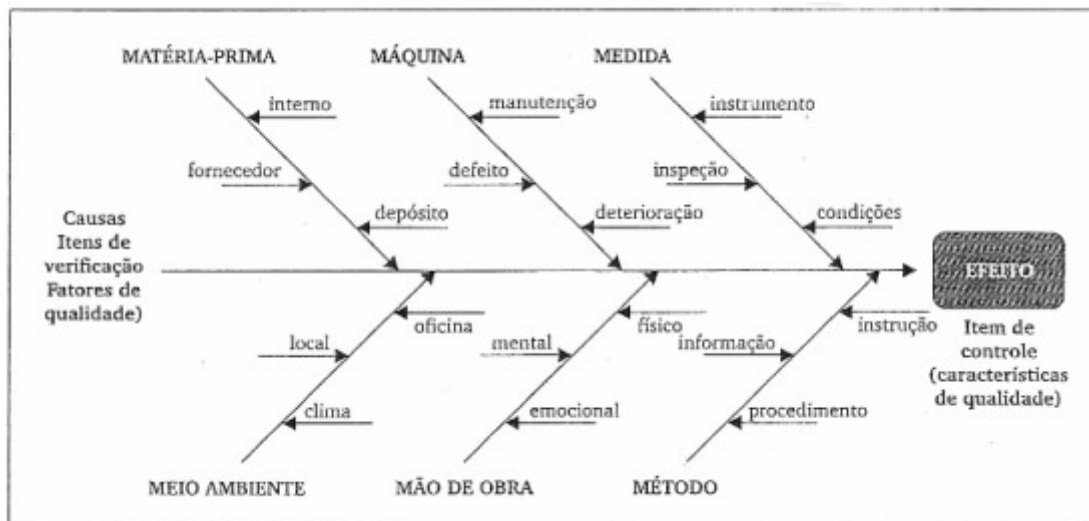 MATÉRIA-PRIMA
MÁQUINA
MEDIDA
interno
manutenção
instrumento
fornecedor
defeito
inspeção
depósito
deterioração
condições
Causas
Itens de
verificação
Fatores de
qualidade)
EFEITO
Item de
controle
(características
de qualidade)
oficina
físico
instrução
local
mental
informação
clima
emocional
procedimento
MEIO AMBIENTE
MÃO DE OBRA
MÉTODO